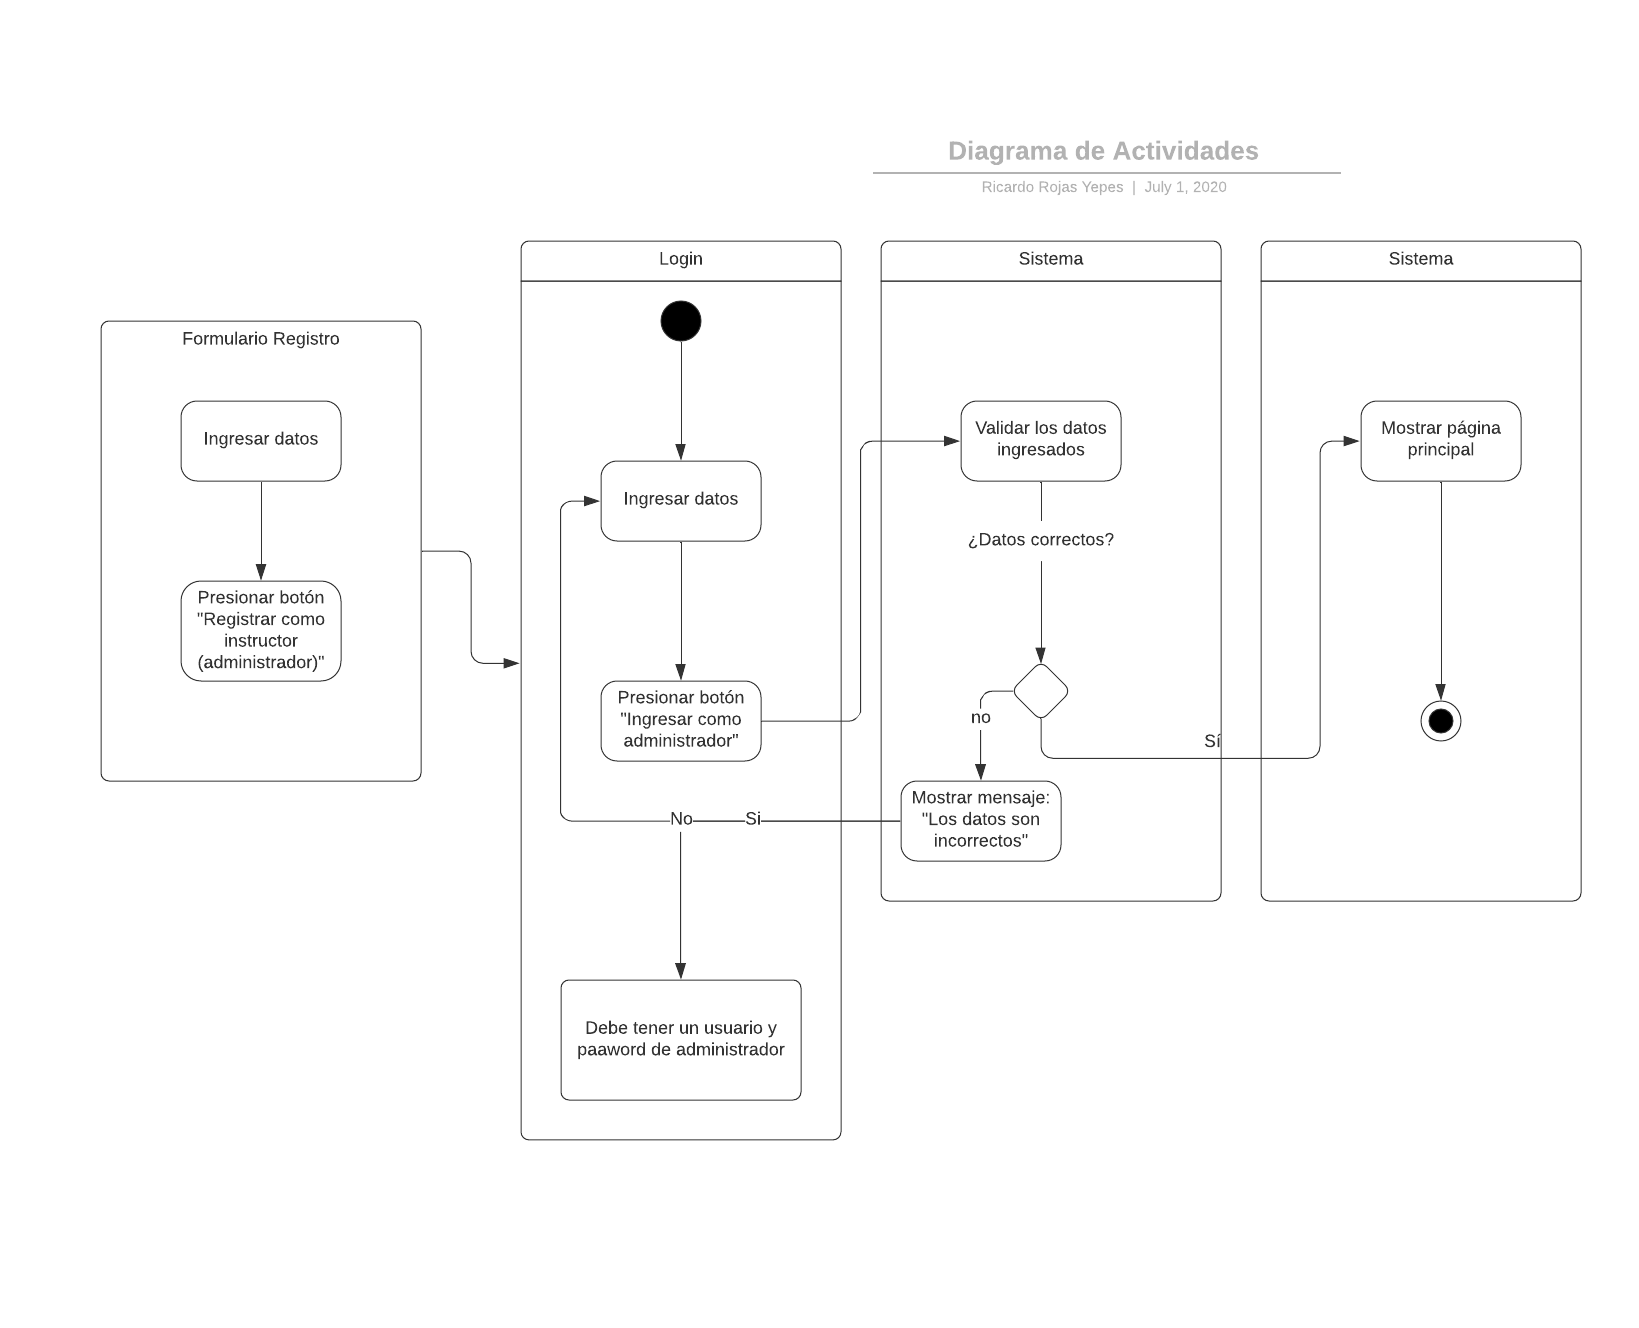 Diagrama de Actividades
Ricardo Rojas Yepes | July 1, 2020
Formulario Registro
Ingresar datos
Presionar botón
"Registrar como
instructor
(administrador)"
Login
Ingresar datos
Presionar botón
"Ingresar como
administrador"
No
Si
Debe tener un usuario y
paaword de administrador
Sistema
Validar los datos
ingresados
¿Datos correctos?
no
Sí
Mostrar mensaje:
"Los datos son
incorrectos"
Sistema
Mostrar página
principal